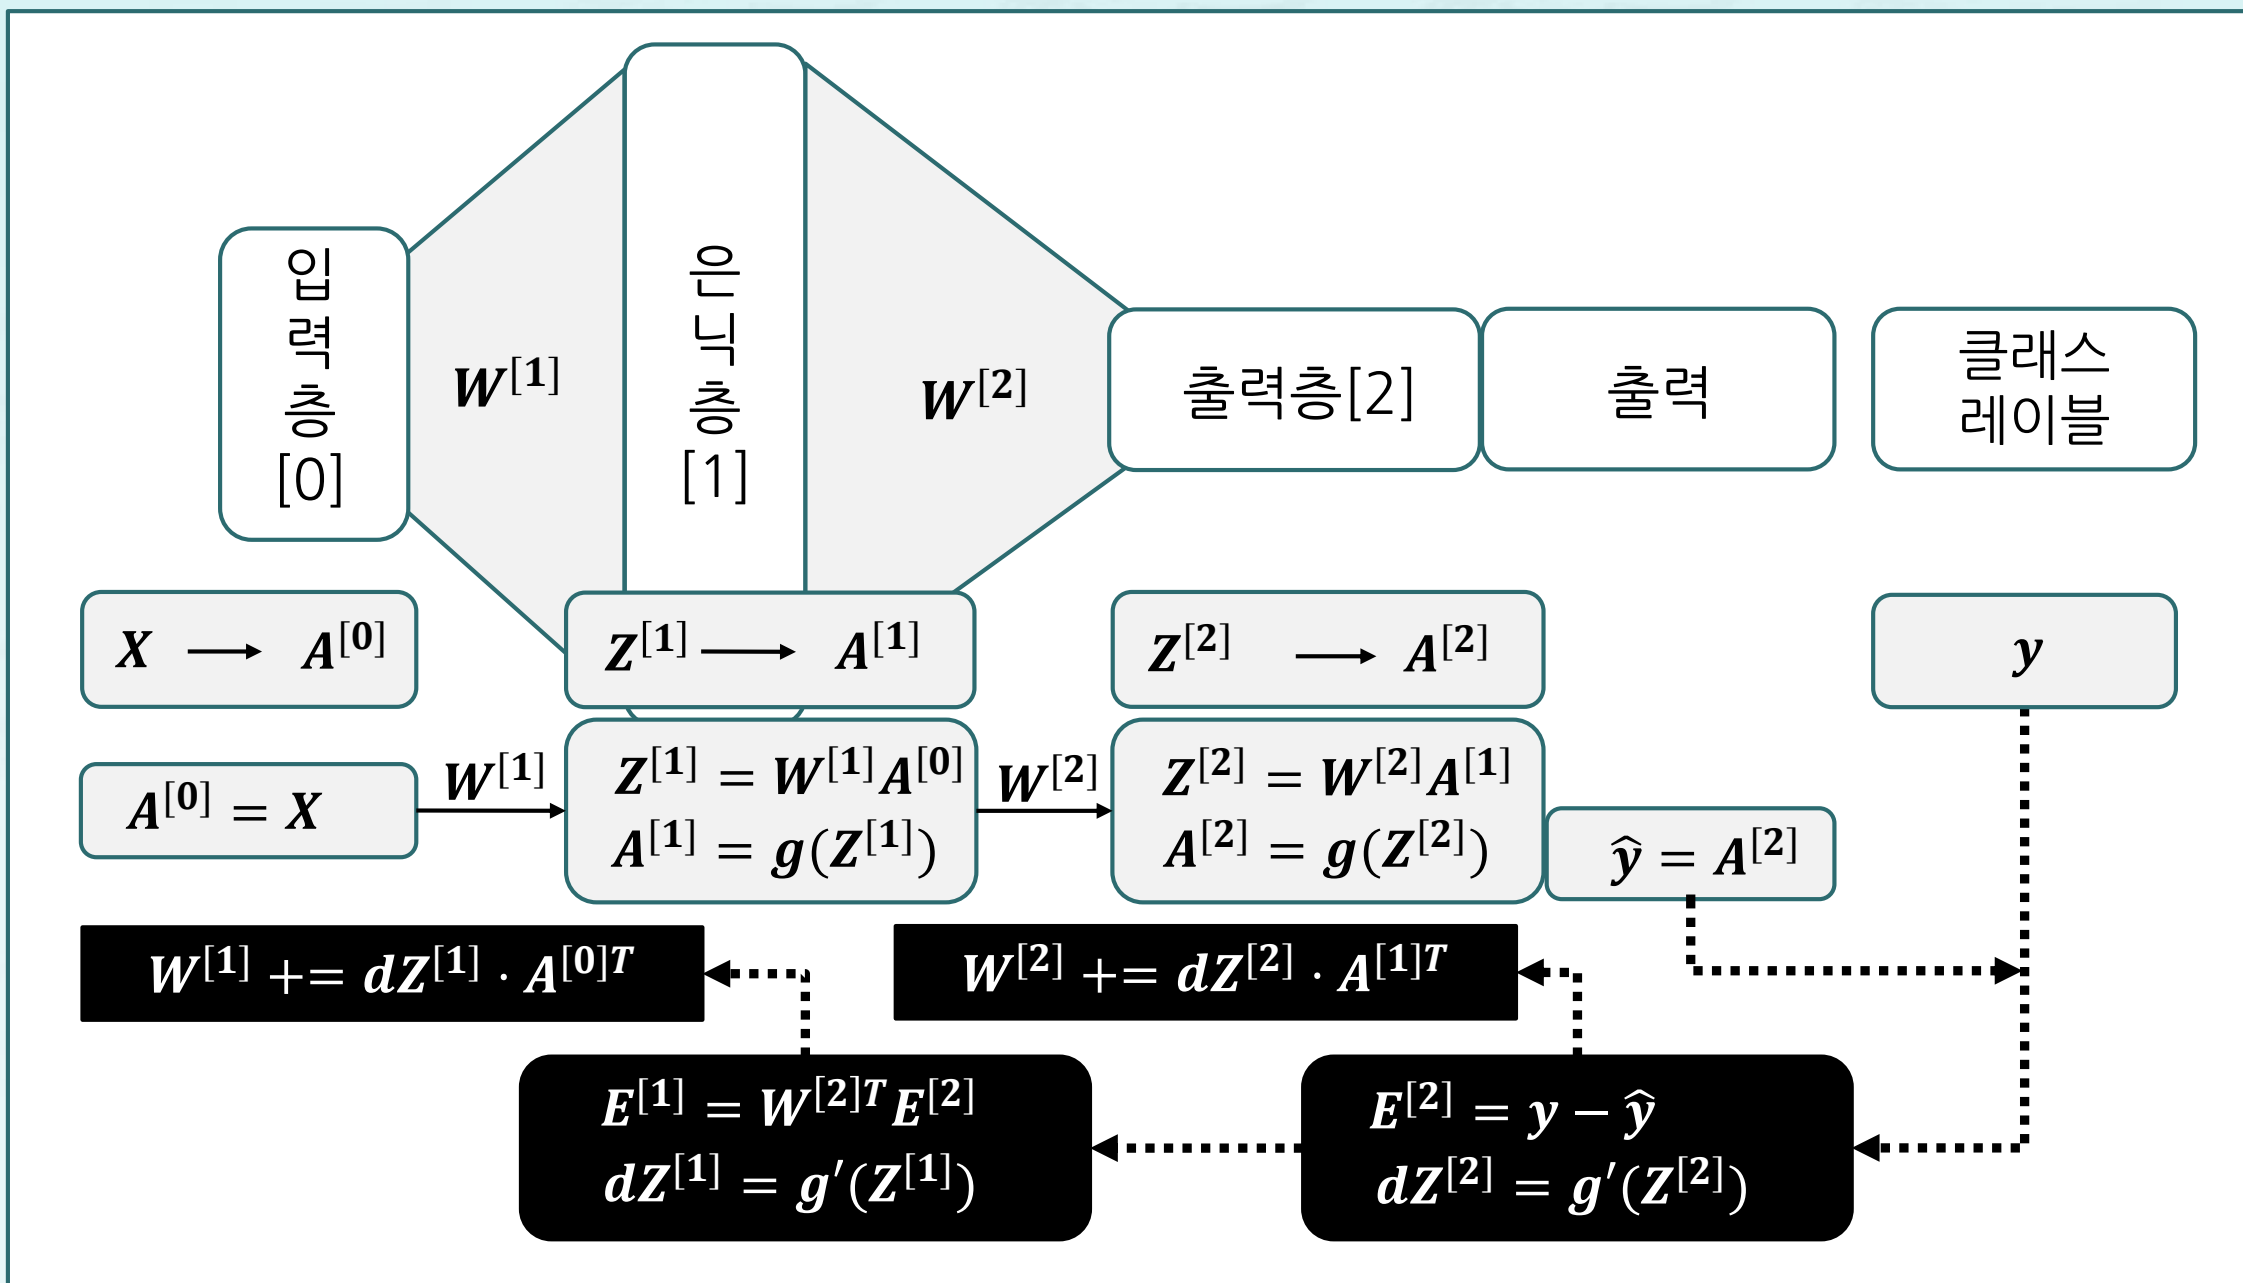 입
력
층
[0]
W^[1]
은
닉
층
[1]
W^[2]
출력층[2]
출력
클래스
레이블
X → A^[0]
Z^[1] → A^[1]
Z^[2] → A^[2]
y
A^[0] = X
W^[1]
Z^[1] = W^[1]A^[0]
A^[1] = g(Z^[1])
W^[2]
Z^[2] = W^[2]A^[1]
A^[2] = g(Z^[2])
ŷ = A^[2]
W^[1] += dZ^[1] · A^[0]T
W^[2] += dZ^[2] · A^[1]T
E^[1] = W^[2]T E^[2]
dZ^[1] = g′(Z^[1])
E^[2] = y − ŷ
dZ^[2] = g′(Z^[2])